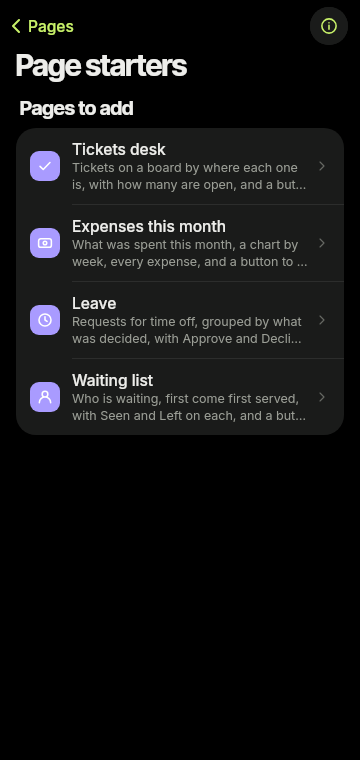 Pages
Page starters
Pages to add
Tickets desk
Tickets on a board by where each one
is, with how many are open, and a but...
Expenses this month
What was spent this month, a chart by
week, every expense, and a button to ...
Leave
Requests for time off, grouped by what
was decided, with Approve and Decli...
Waiting list
Who is waiting, first come first served,
with Seen and Left on each, and a but...